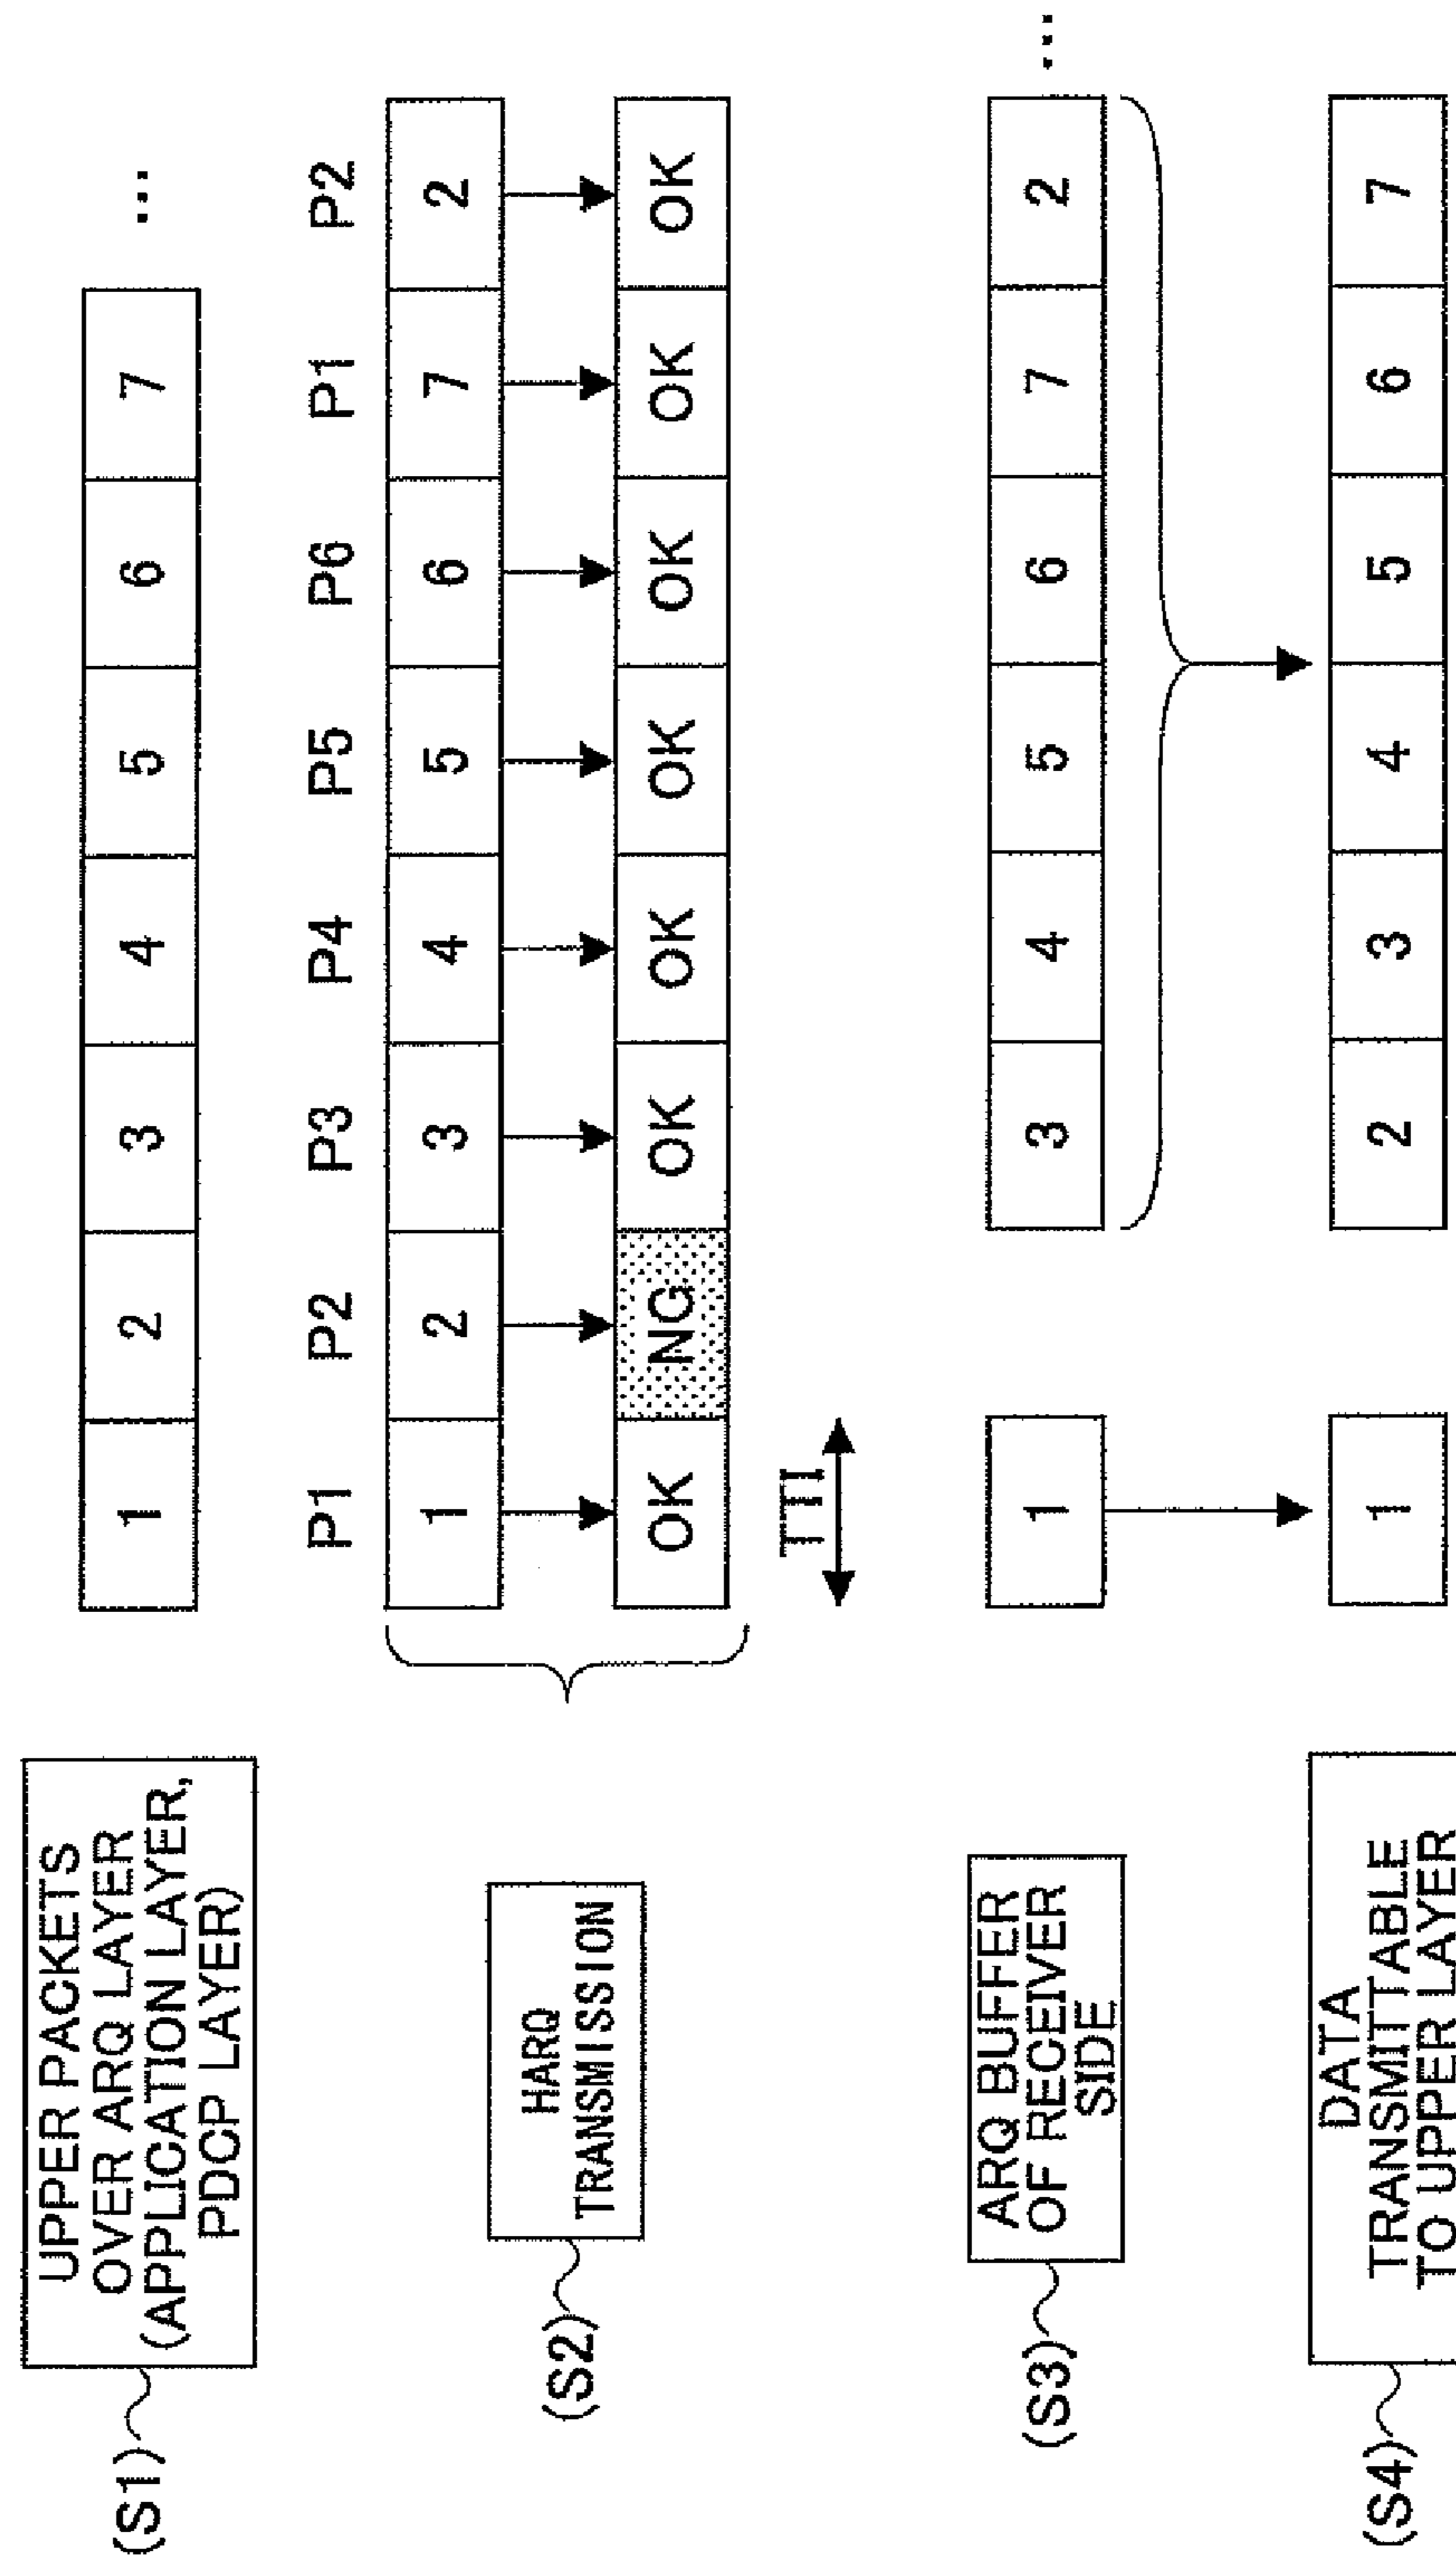 (S1)
UPPER PACKETS
OVER ARQ LAYER
(APPLICATION LAYER,
PDCP LAYER)
1 2 3 4 5 6 7 ...
(S2)
HARQ
TRANSMISSION
P1 P2 P3 P4 P5 P6 P1 P2
1 2 3 4 5 6 7 2
OK NG OK OK OK OK OK OK
TTI
(S3)
ARQ BUFFER
OF RECEIVER
SIDE
1 3 4 5 6 7 2 ...
(S4)
DATA
TRANSMITTABLE
TO UPPER LAYER
1 2 3 4 5 6 7